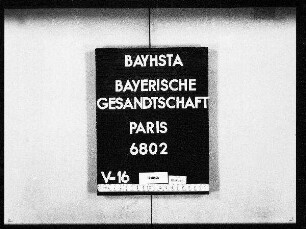 BAYHSTA
BAYERISCHE
GESANDTSCHAFT
PARIS
6802
V-16